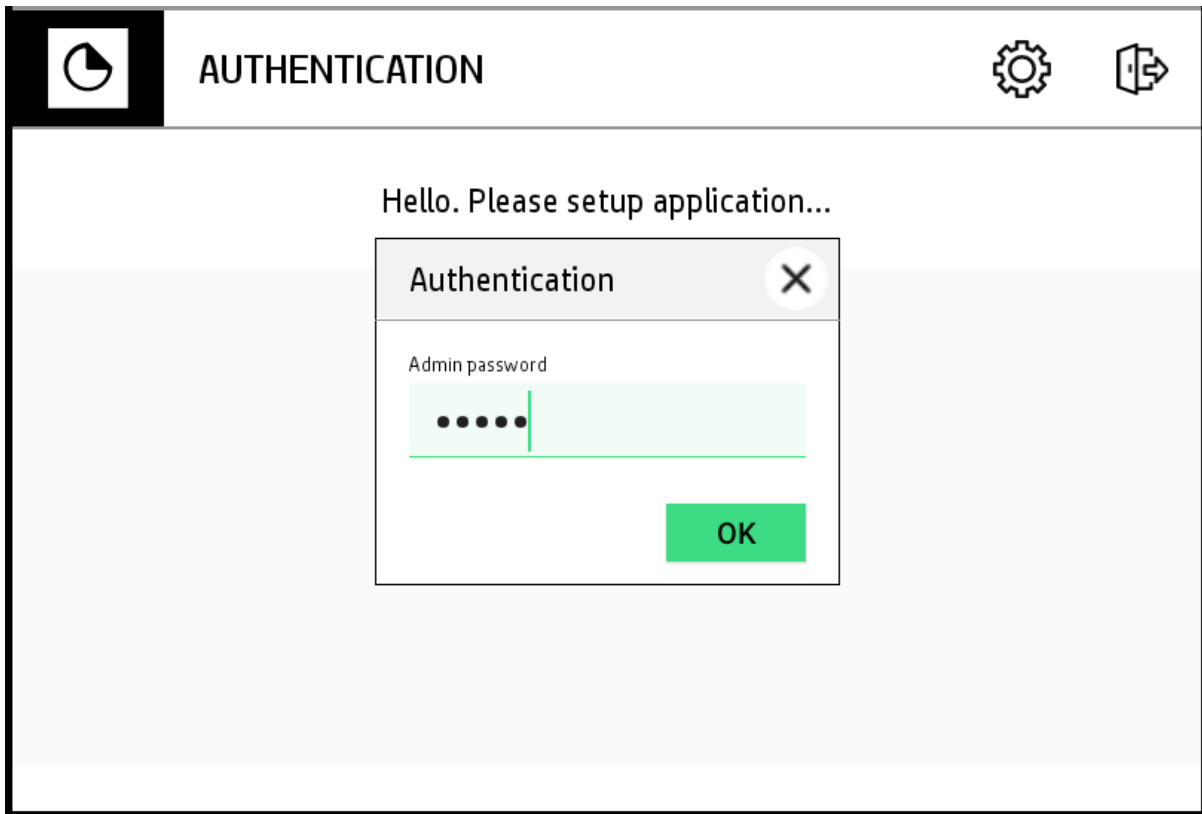 AUTHENTICATION
Hello. Please setup application...
Authentication
Admin password
•••••
OK